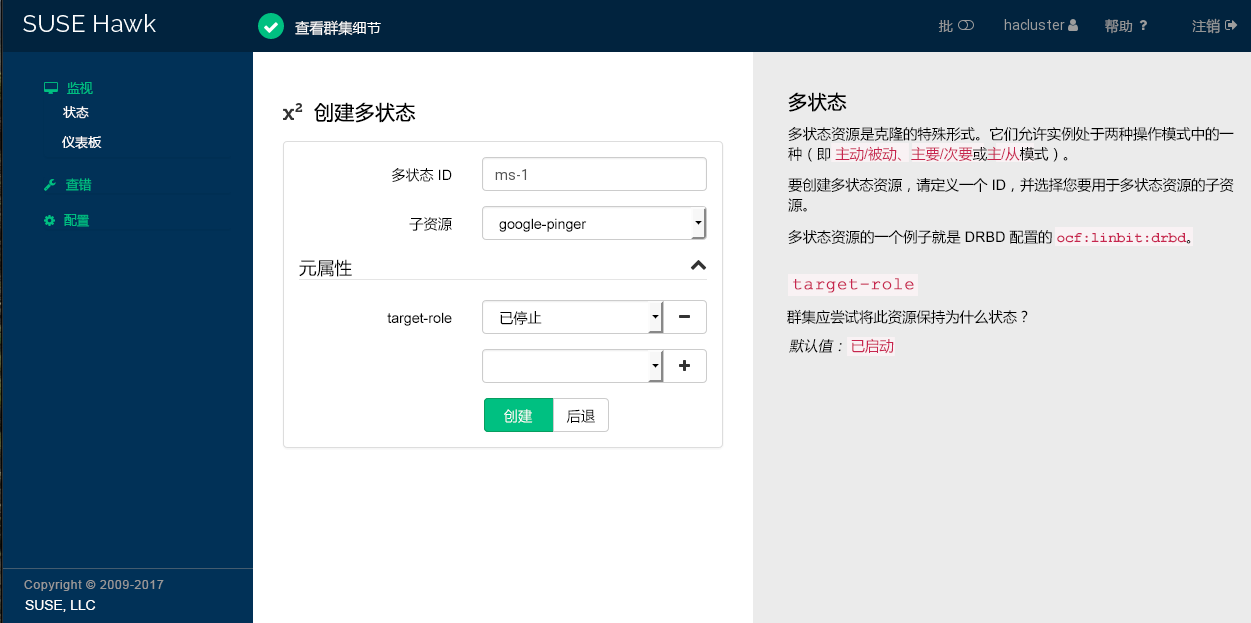 SUSE Hawk
查看群集细节
批
hacluster
帮助 ?
注销
监视
状态
仪表板
查错
配置
Copyright © 2009-2017
SUSE, LLC
x² 创建多状态
多状态 ID
ms-1
子资源
google-pinger
元属性
target-role
已停止
创建
后退
多状态
多状态资源是克隆的特殊形式。它们允许实例处于两种操作模式中的一
种（即 主动/被动、主要/次要或主/从模式）。
要创建多状态资源，请定义一个 ID，并选择您要用于多状态资源的子资
源。
多状态资源的一个例子就是 DRBD 配置的 ocf:linbit:drbd。
target-role
群集应尝试将此资源保持为什么状态？
默认值： 已启动